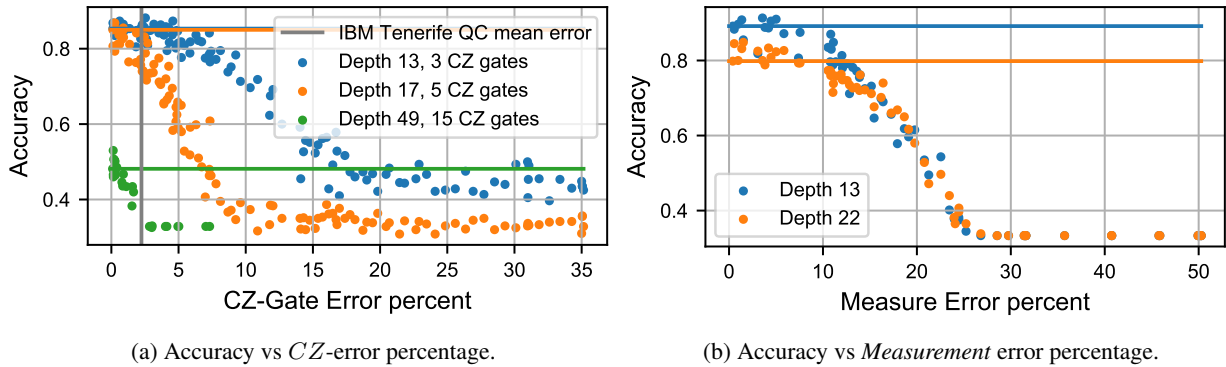 Accuracy
0.8
0.6
0.4
IBM Tenerife QC mean error
Depth 13, 3 CZ gates
Depth 17, 5 CZ gates
Depth 49, 15 CZ gates
0 5 10 15 20 25 30 35
CZ-Gate Error percent
(a) Accuracy vs CZ-error percentage.
Accuracy
0.8
0.6
0.4
Depth 13
Depth 22
0 10 20 30 40 50
Measure Error percent
(b) Accuracy vs Measurement error percentage.